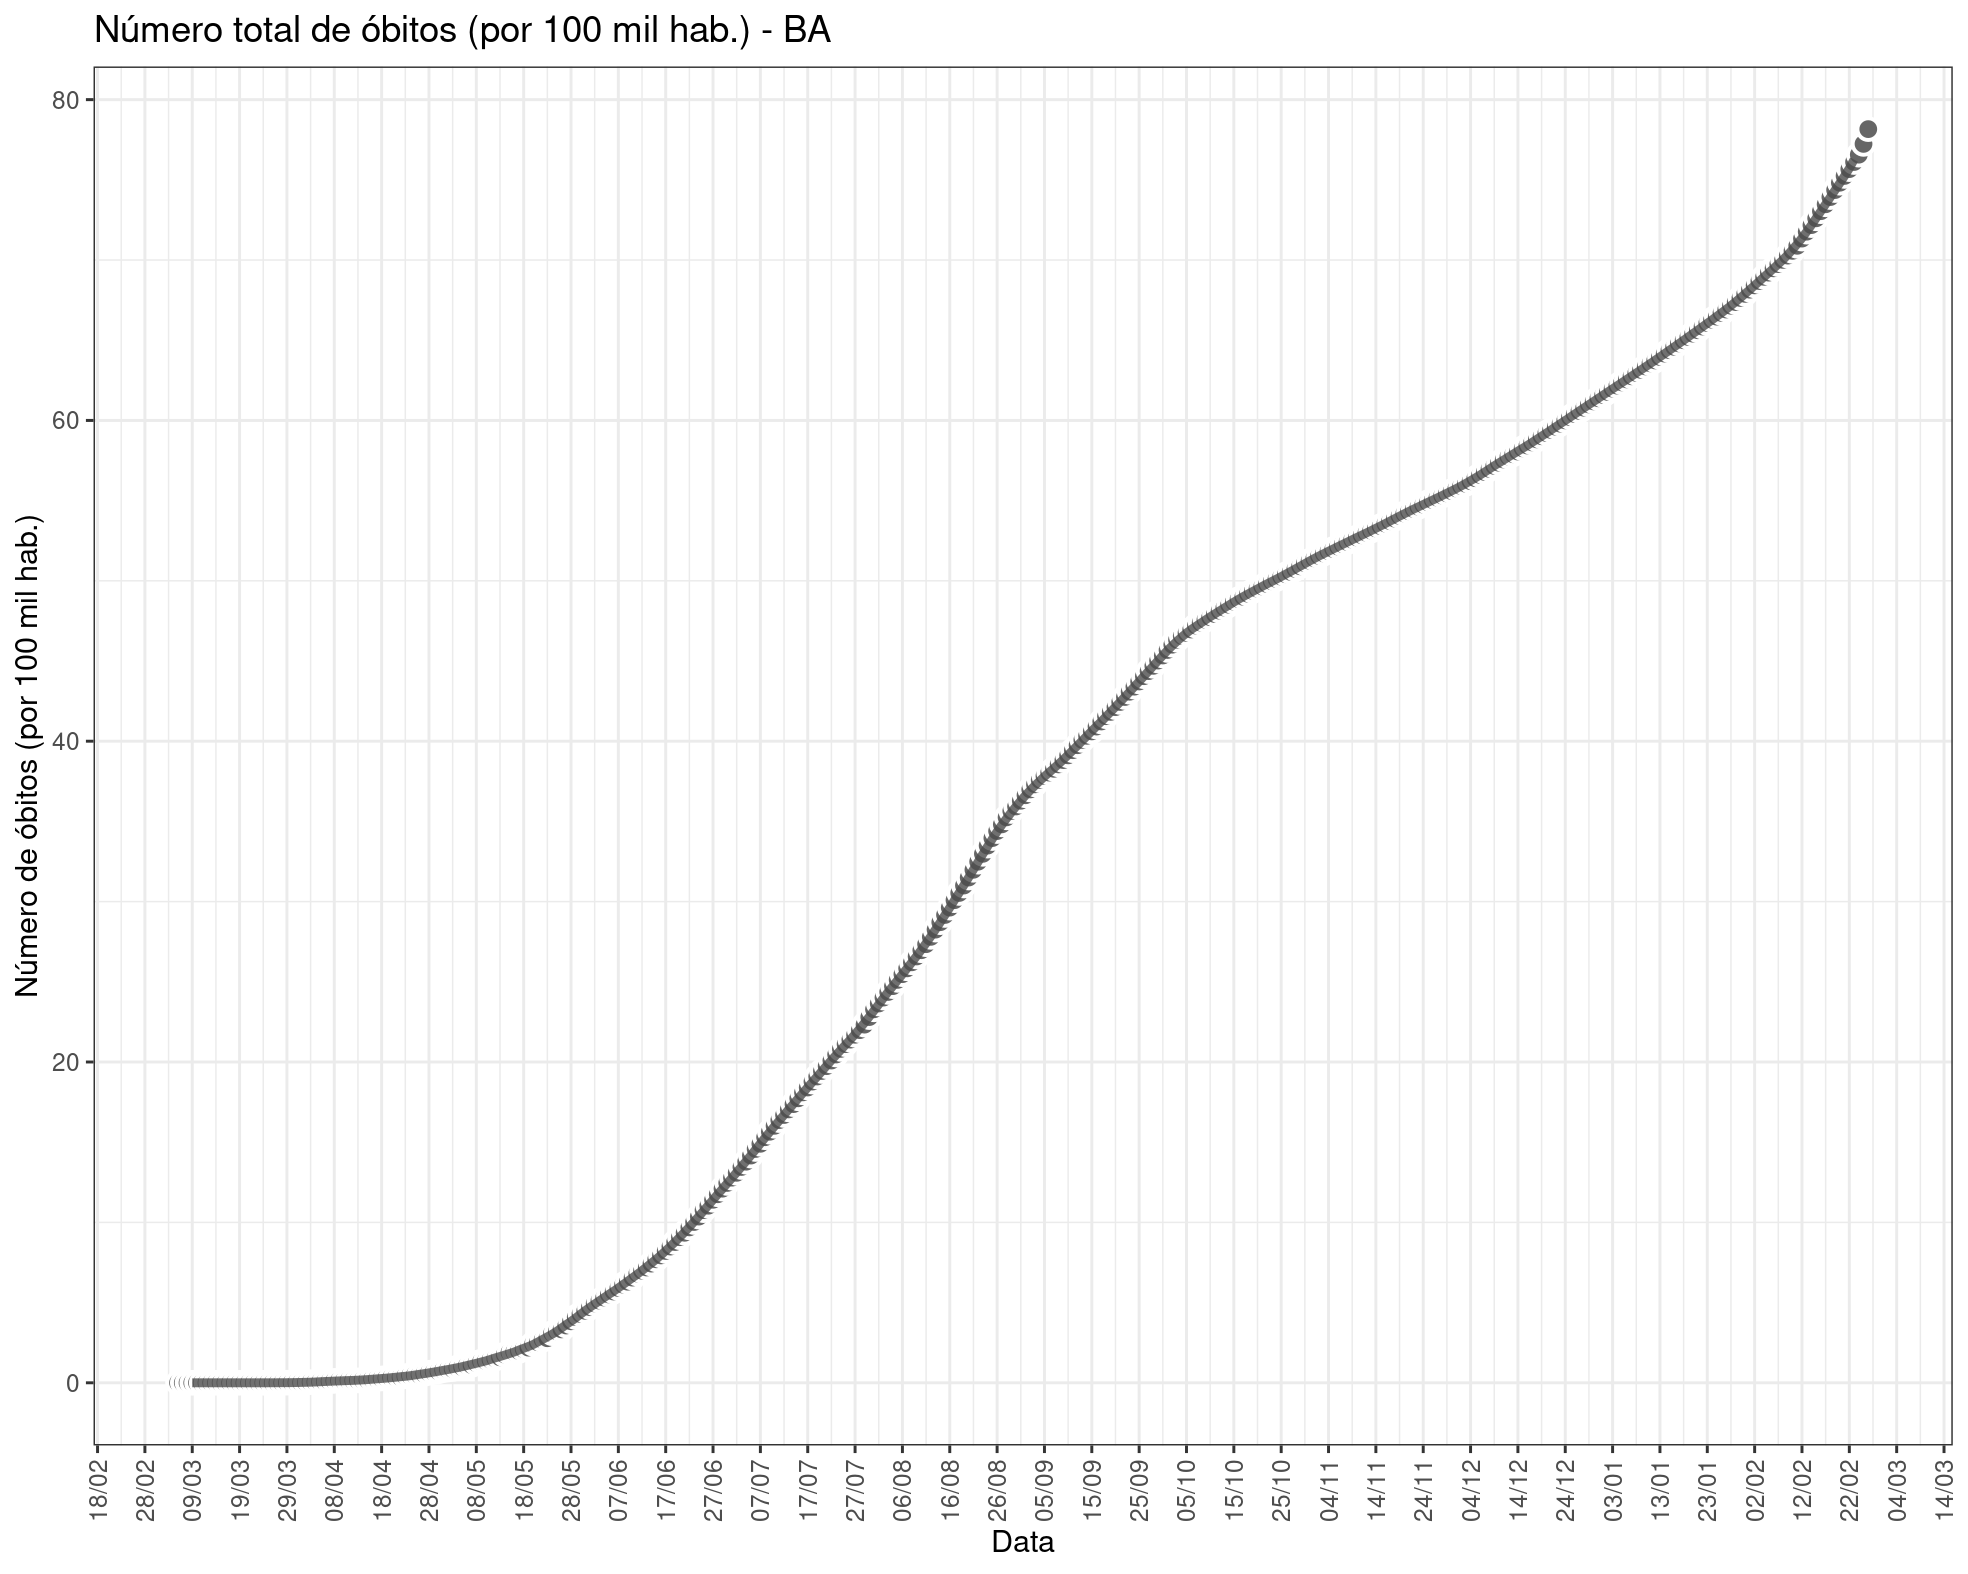 Número total de óbitos (por 100 mil hab.) - BA
Número de óbitos (por 100 mil hab.)
80
60
40
20
0
18/02 28/02 09/03 19/03 29/03 08/04 18/04 28/04 08/05 18/05 28/05 07/06 17/06 27/06 07/07 17/07 27/07 06/08 16/08 26/08 05/09 15/09 25/09 05/10 15/10 25/10 04/11 14/11 24/11 04/12 14/12 24/12 03/01 13/01 23/01 02/02 12/02 22/02 04/03 14/03
Data